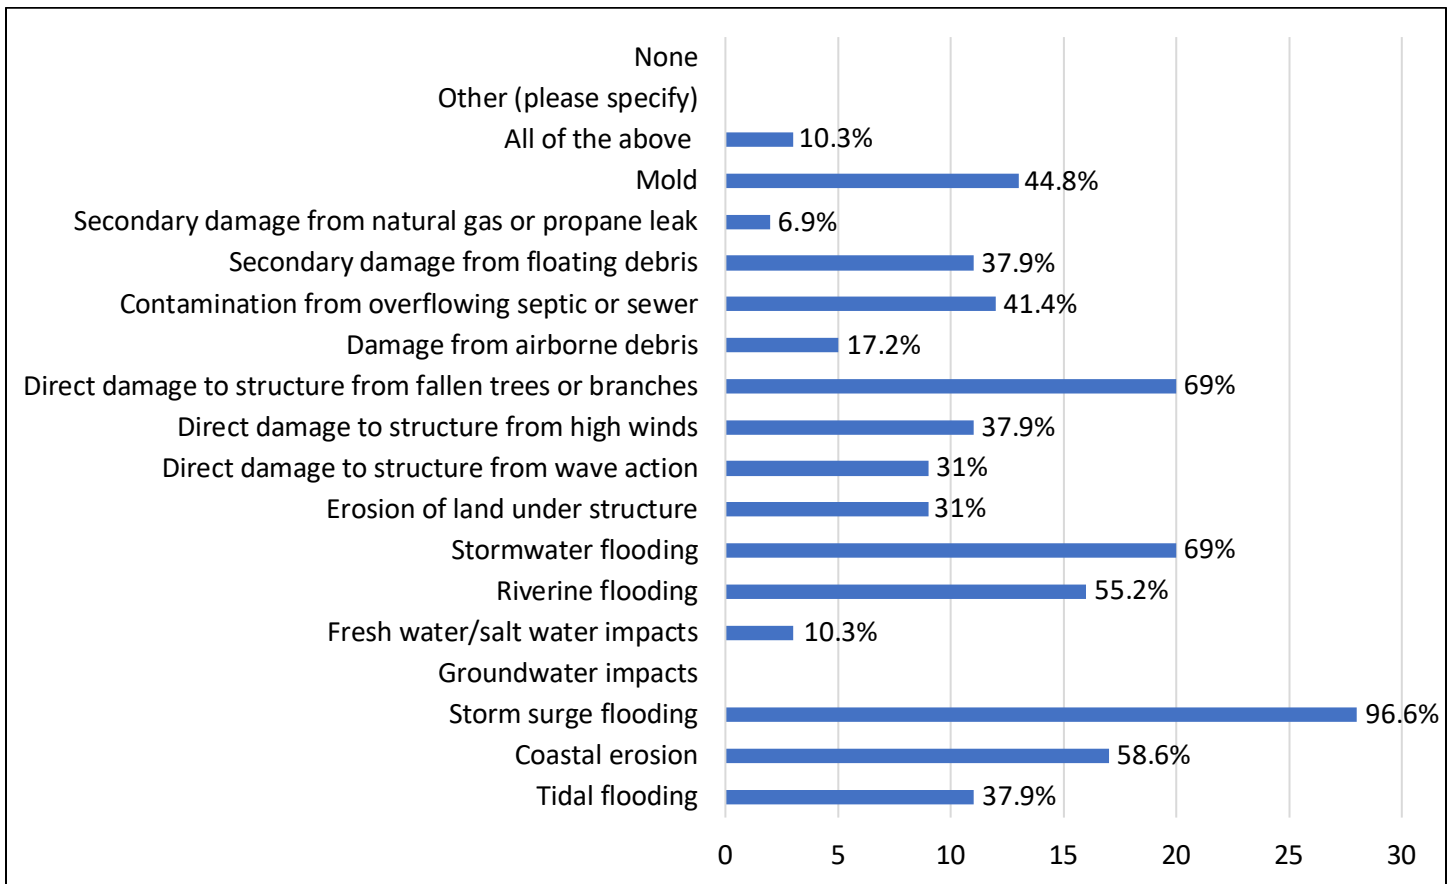 None
Other (please specify)
All of the above 10.3%
Mold 44.8%
Secondary damage from natural gas or propane leak 6.9%
Secondary damage from floating debris 37.9%
Contamination from overflowing septic or sewer 41.4%
Damage from airborne debris 17.2%
Direct damage to structure from fallen trees or branches 69%
Direct damage to structure from high winds 37.9%
Direct damage to structure from wave action 31%
Erosion of land under structure 31%
Stormwater flooding 69%
Riverine flooding 55.2%
Fresh water/salt water impacts 10.3%
Groundwater impacts
Storm surge flooding 96.6%
Coastal erosion 58.6%
Tidal flooding 37.9%
0 5 10 15 20 25 30